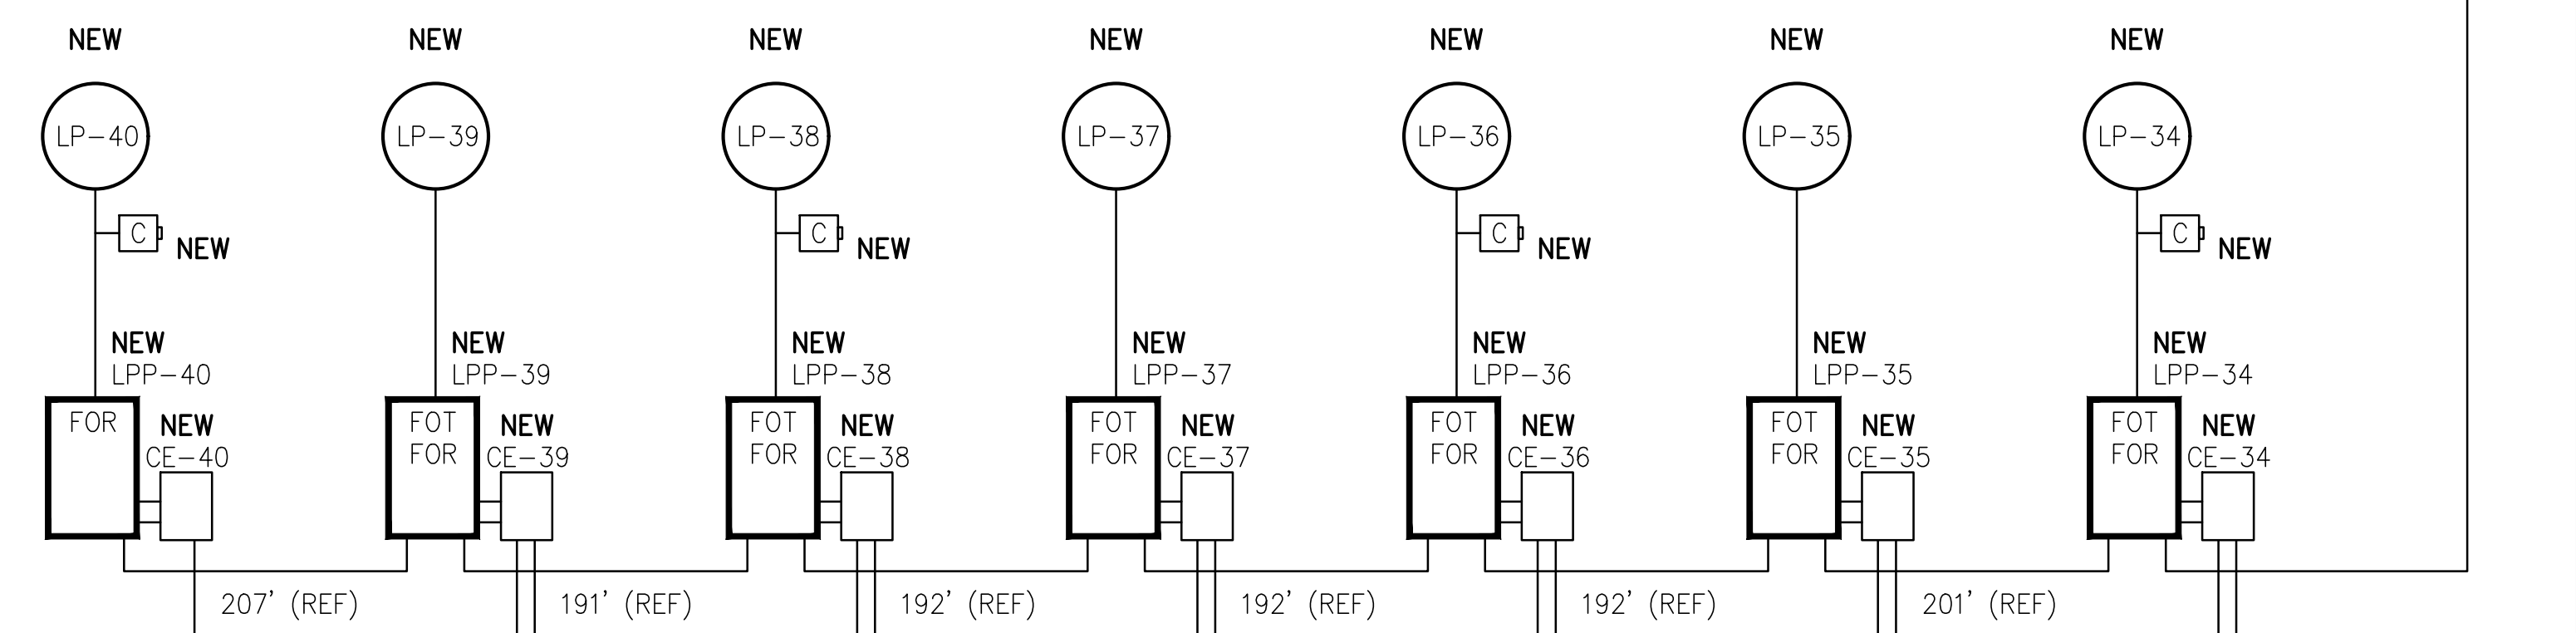 NEW NEW NEW NEW NEW NEW NEW
LP-40 LP-39 LP-38 LP-37 LP-36 LP-35 LP-34
C C C C
NEW NEW NEW NEW
NEW NEW NEW NEW NEW NEW NEW
LPP-40 LPP-39 LPP-38 LPP-37 LPP-36 LPP-35 LPP-34
FOR NEW FOT NEW FOT NEW FOT NEW FOT NEW FOT NEW FOT NEW
CE-40 FOR CE-39 FOR CE-38 FOR CE-37 FOR CE-36 FOR CE-35 FOR CE-34
207' (REF) 191' (REF) 192' (REF) 192' (REF) 192' (REF) 201' (REF)